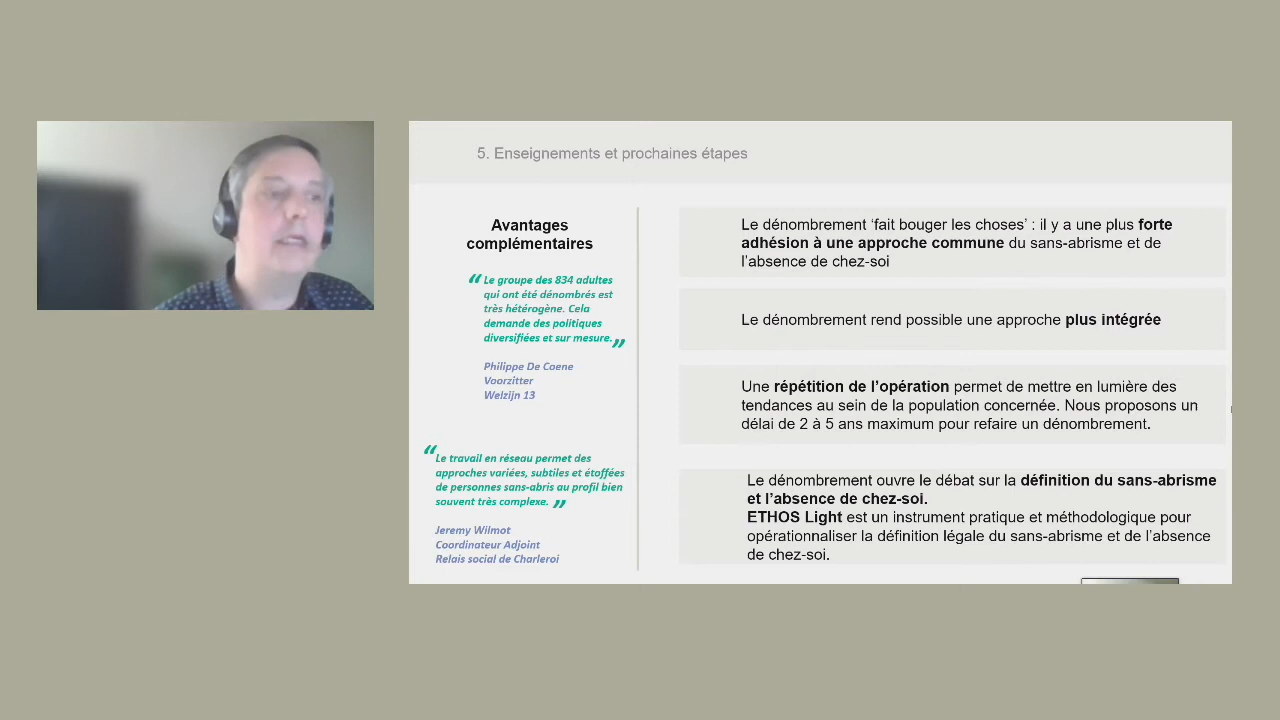 5. Enseignements et prochaines étapes
Avantages
complémentaires
“ Le groupe des 834 adultes
qui ont été dénombrés est
très hétérogène. Cela
demande des politiques
diversifiées et sur mesure. ”
Philippe De Coene
Voorzitter
Welzijn 13
“ Le travail en réseau permet des
approches variées, subtiles et étoffées
de personnes sans-abris au profil bien
souvent très complexe. ”
Jeremy Wilmot
Coordinateur Adjoint
Relais social de Charleroi
Le dénombrement ‘fait bouger les choses’ : il y a une plus forte
adhésion à une approche commune du sans-abrisme et de
l’absence de chez-soi
Le dénombrement rend possible une approche plus intégrée
Une répétition de l’opération permet de mettre en lumière des
tendances au sein de la population concernée. Nous proposons un
délai de 2 à 5 ans maximum pour refaire un dénombrement.
Le dénombrement ouvre le débat sur la définition du sans-abrisme
et l’absence de chez-soi.
ETHOS Light est un instrument pratique et méthodologique pour
opérationnaliser la définition légale du sans-abrisme et de l’absence
de chez-soi.